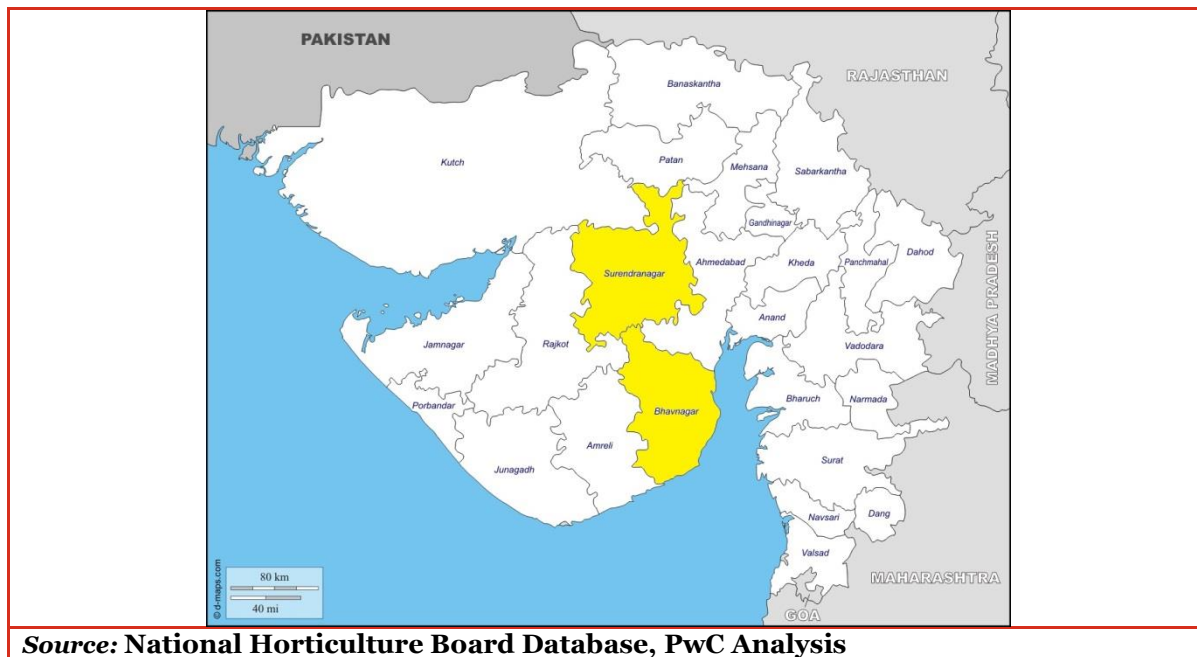 PAKISTAN
RAJASTHAN
Banaskantha
Kutch
Patan
Mehsana
Sabarkantha
Gandhinagar
Surendranagar
Ahmedabad
Kheda
Panchmahal
Dahod
MADHYA PRADESH
Anand
Jamnagar
Rajkot
Vadodara
Porbandar
Bhavnagar
Bharuch
Narmada
Amreli
Junagadh
Surat
Navsari
Dang
Valsad
MAHARASHTRA
GOA
80 km
40 mi
© d-maps.com
Source: National Horticulture Board Database, PwC Analysis